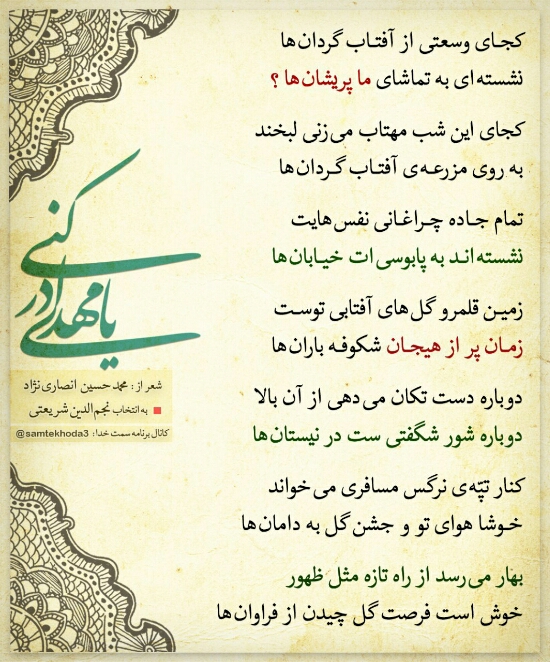 کجای وسعتی از آفتاب گردان‌ها
نشسته‌ای به تماشای ما پریشان‌ها ؟
کجای این شب مهتاب می‌زنی لبخند
به روی مزرعه‌ی آفتاب گردان‌ها
تمام جاده چراغانی نفس‌هایت
نشسته‌اند به پابوسی‌ات خیابان‌ها
زمین قلمرو گل‌های آفتابی توست
زمان پر از هیجان شکوفه باران‌ها
دوباره دست تکان می‌دهی از آن بالا
دوباره شور شگفتی ست در نیستان‌ها
کنار تپّه‌ی نرگس مسافری می‌خواند
خوشا هوای تو و جشن گل به دامان‌ها
بهار می‌رسد از راه تازه مثل ظهور
خوش است فرصت گل چیدن از فراوان‌ها
یا مهدی ادرکنی
شعر از : محمدحسین انصاری‌نژاد
به انتخاب نجم‌الدین شریعتی
کانال برنامه سمت خدا : @samtekhoda3